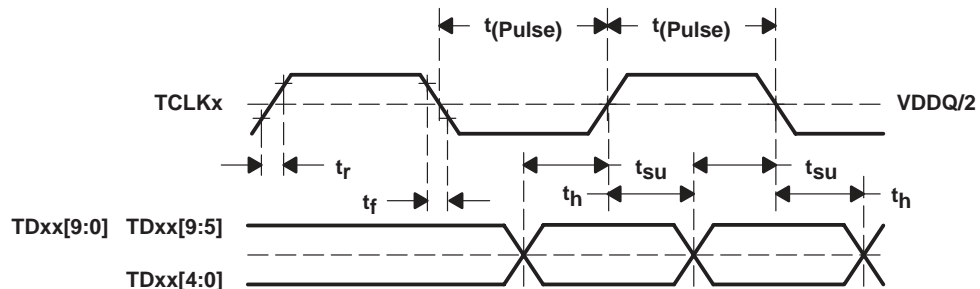 t(Pulse) t(Pulse)
TCLKx VDDQ/2
tr tsu tsu
tf th th
TDxx[9:0] TDxx[9:5]
TDxx[4:0]